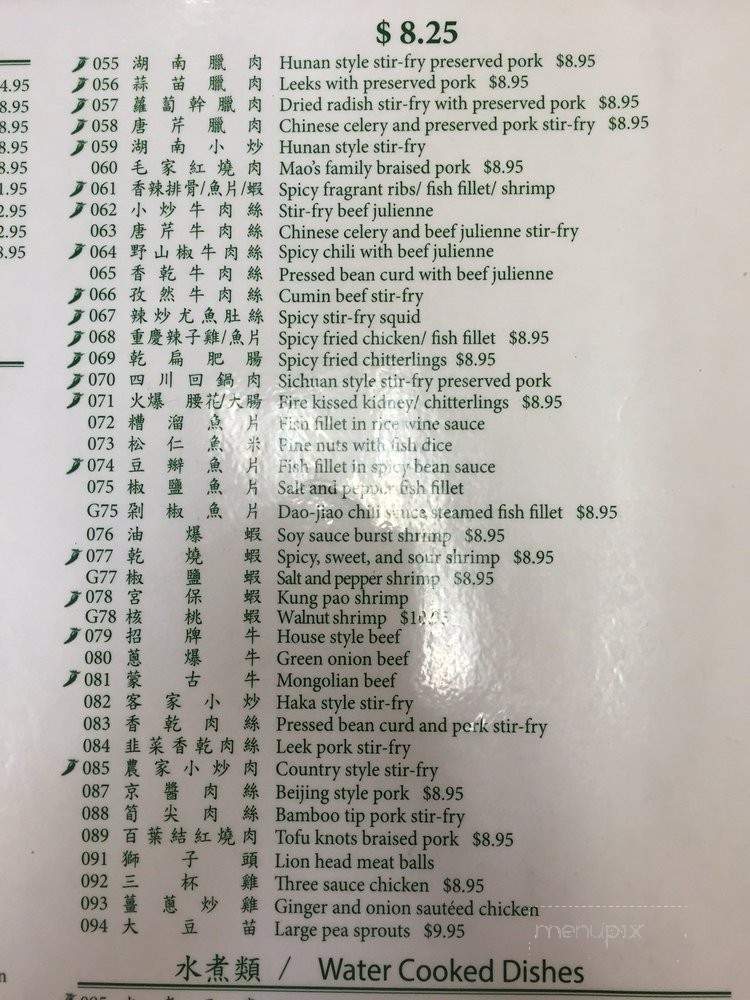 $ 8.25
055 湖南臘肉 Hunan style stir-fry preserved pork $8.95
4.95 056 蒜苗臘肉 Leeks with preserved pork $8.95
8.95 057 蘿蔔幹臘肉 Dried radish stir-fry with preserved pork $8.95
8.95 058 唐芹臘肉 Chinese celery and preserved pork stir-fry $8.95
8.95 059 湖南小炒 Hunan style stir-fry
8.95 060 毛家紅燒肉 Mao's family braised pork $8.95
1.95 061 香辣排骨/魚片/蝦 Spicy fragrant ribs/ fish fillet/ shrimp
2.95 062 小炒牛肉絲 Stir-fry beef julienne
2.95 063 唐芹牛肉絲 Chinese celery and beef julienne stir-fry
8.95 064 野山椒牛肉絲 Spicy chili with beef julienne
065 香乾牛肉絲 Pressed bean curd with beef julienne
066 孜然牛肉絲 Cumin beef stir-fry
067 辣炒尤魚肚絲 Spicy stir-fry squid
068 重慶辣子雞/魚片 Spicy fried chicken/ fish fillet $8.95
069 乾扁肥腸 Spicy fried chitterlings $8.95
070 四川回鍋肉 Sichuan style stir-fry preserved pork
071 火爆腰花/大腸 Fire kissed kidney/ chitterlings $8.95
072 糟溜魚片 Fish fillet in rice wine sauce
073 松仁魚米 Pine nuts with fish dice
074 豆瓣魚片 Fish fillet in spicy bean sauce
075 椒鹽魚片 Salt and pepper fish fillet
G75 剁椒魚片 Dao-jiao chili sauce steamed fish fillet $8.95
076 油爆蝦 Soy sauce burst shrimp $8.95
077 乾燒蝦 Spicy, sweet, and sour shrimp $8.95
G77 椒鹽蝦 Salt and pepper shrimp $8.95
078 宮保蝦 Kung pao shrimp
G78 核桃蝦 Walnut shrimp
079 招牌牛 House style beef
080 蔥爆牛 Green onion beef
081 蒙古牛 Mongolian beef
082 客家小炒 Haka style stir-fry
083 香乾肉絲 Pressed bean curd and pork stir-fry
084 韭菜香乾肉絲 Leek pork stir-fry
085 農家小炒肉 Country style stir-fry
087 京醬肉絲 Beijing style pork $8.95
088 筍尖肉絲 Bamboo tip pork stir-fry
089 百葉結紅燒肉 Tofu knots braised pork $8.95
091 獅子頭 Lion head meat balls
092 三杯雞 Three sauce chicken $8.95
093 薑蔥炒雞 Ginger and onion sautéed chicken
094 大豆苗 Large pea sprouts $9.95
menupix
水煮類 / Water Cooked Dishes